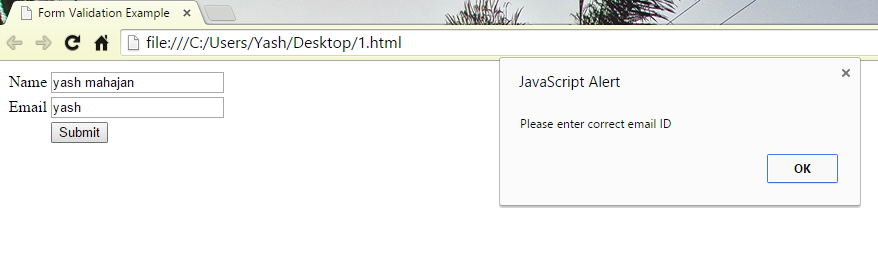 Form Validation Example
file:///C:/Users/Yash/Desktop/1.html
Name yash mahajan
Email yash
Submit
JavaScript Alert
Please enter correct email ID
OK